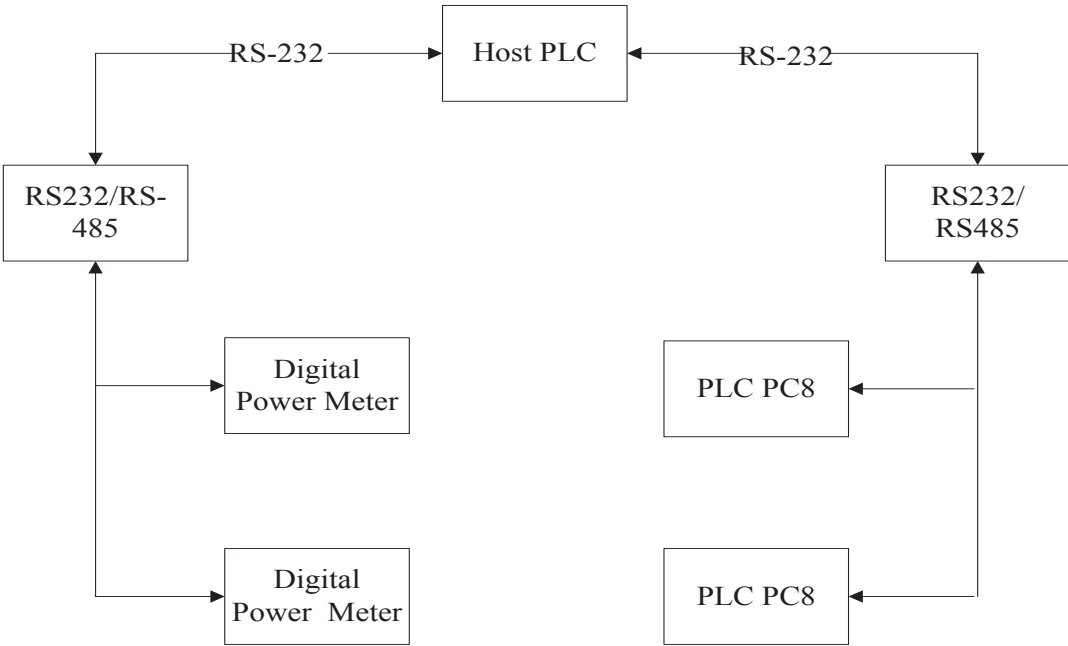 RS-232
Host PLC
RS-232
RS232/RS-
485
RS232/
RS485
Digital
Power Meter
PLC PC8
Digital
Power Meter
PLC PC8